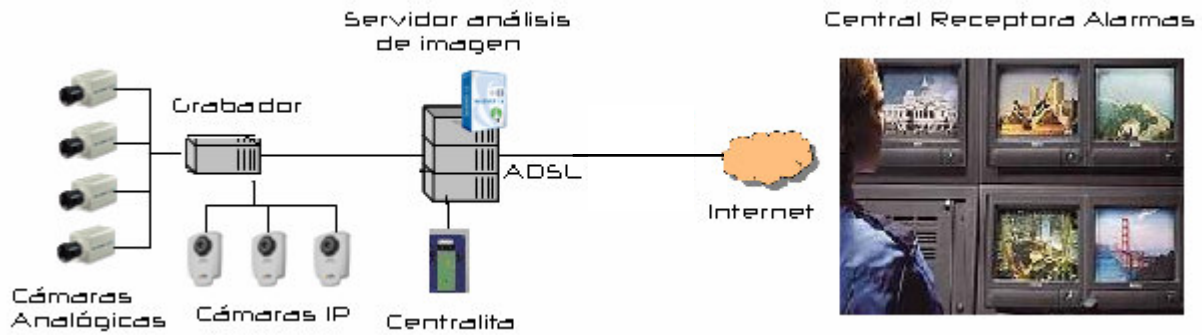 Servidor análisis
de imagen
Central Receptora Alarmas
Grabador
ADSL
Internet
Cámaras
Analógicas
Cámaras IP
Centralita